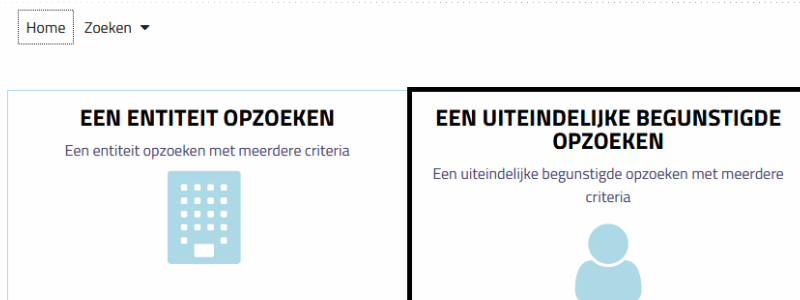 Home Zoeken
EEN ENTITEIT OPZOEKEN
Een entiteit opzoeken met meerdere criteria
EEN UITEINDELIJKE BEGUNSTIGDE
OPZOEKEN
Een uiteindelijke begunstigde opzoeken met meerdere
criteria